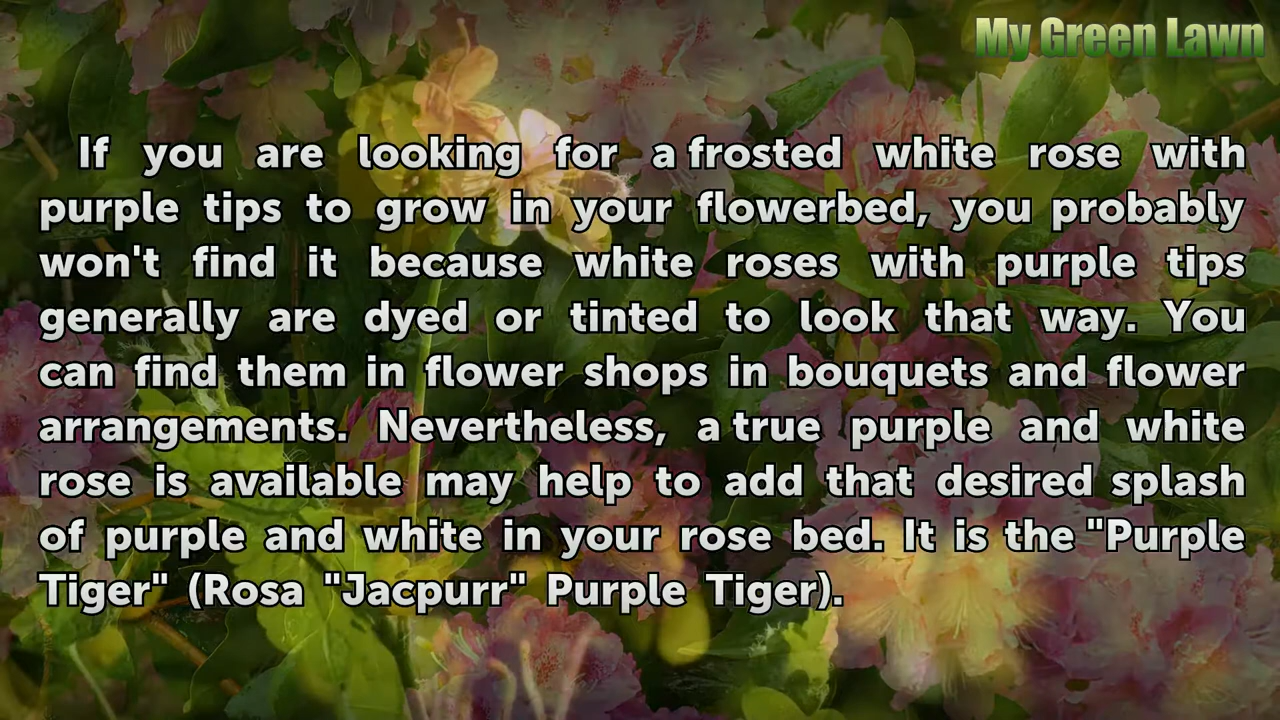 My Green Lawn
If you are looking for a frosted white rose with
purple tips to grow in your flowerbed, you probably
won't find it because white roses with purple tips
generally are dyed or tinted to look that way. You
can find them in flower shops in bouquets and flower
arrangements. Nevertheless, a true purple and white
rose is available may help to add that desired splash
of purple and white in your rose bed. It is the "Purple
Tiger" (Rosa "Jacpurr" Purple Tiger).